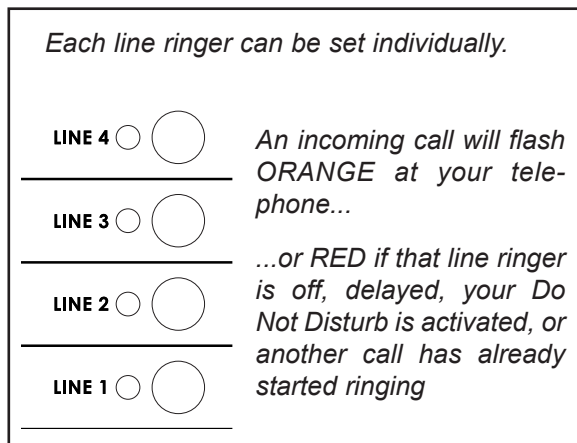 Each line ringer can be set individually.
LINE 4
LINE 3
LINE 2
LINE 1
An incoming call will flash
ORANGE at your tele-
phone...
...or RED if that line ringer
is off, delayed, your Do
Not Disturb is activated, or
another call has already
started ringing